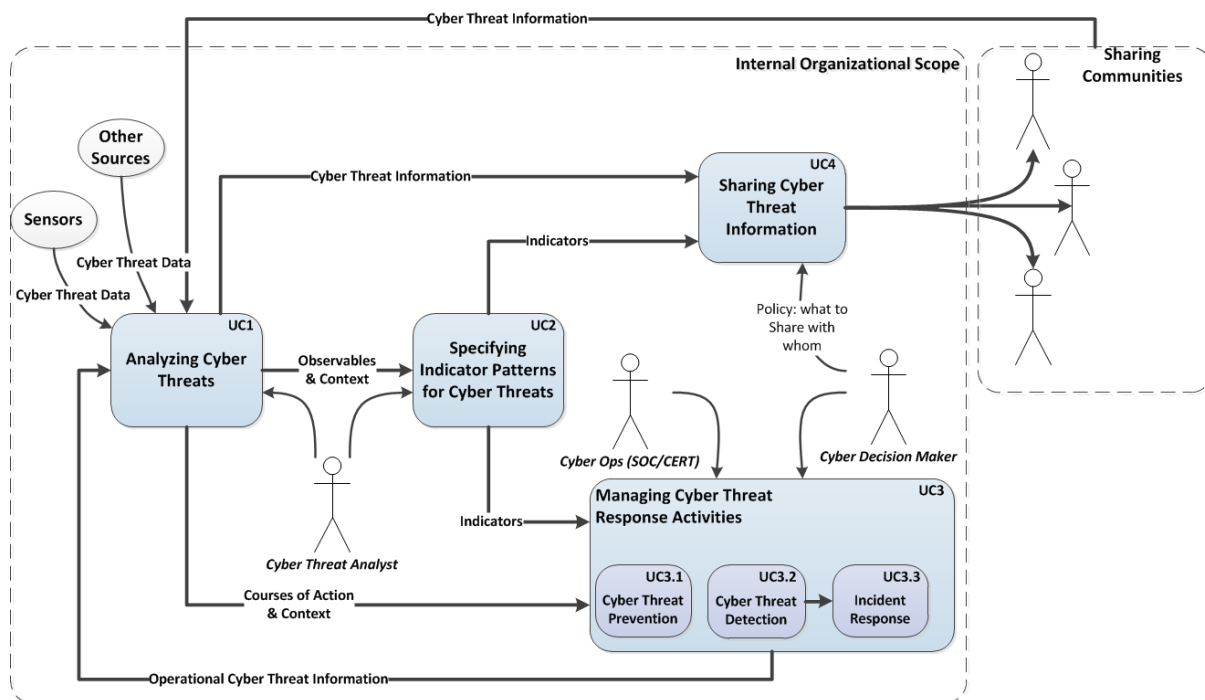 Cyber Threat Information
Internal Organizational Scope
Sharing
Communities
Other
Sources
Sensors
Cyber Threat Data
Cyber Threat Data
Cyber Threat Information
UC4
Sharing Cyber
Threat
Information
Indicators
Policy: what to
Share with
whom
UC1
Analyzing Cyber
Threats
Observables
& Context
UC2
Specifying
Indicator Patterns
for Cyber Threats
Cyber Ops (SOC/CERT)
Cyber Decision Maker
Cyber Threat Analyst
Indicators
UC3
Managing Cyber Threat
Response Activities
UC3.1
Cyber Threat
Prevention
UC3.2
Cyber Threat
Detection
UC3.3
Incident
Response
Courses of Action
& Context
Operational Cyber Threat Information